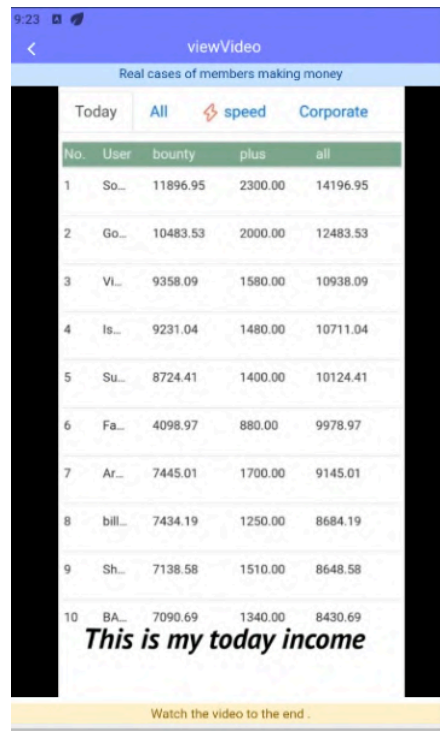 9:23
viewVideo
Real cases of members making money
Today All speed Corporate
No. User bounty plus all
1 So... 11896.95 2300.00 14196.95
2 Go... 10483.53 2000.00 12483.53
3 Vi... 9358.09 1580.00 10938.09
4 Is... 9231.04 1480.00 10711.04
5 Su... 8724.41 1400.00 10124.41
6 Fa... 4098.97 880.00 9978.97
7 Ar... 7445.01 1700.00 9145.01
8 bill... 7434.19 1250.00 8684.19
9 Sh... 7138.58 1510.00 8648.58
10 BA... 7090.69 1340.00 8430.69
This is my today income
Watch the video to the end .